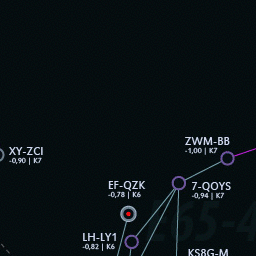 ZWM-BB
-1,00 | K7
XY-ZCI
-0,90 | K7
EF-QZK
-0,78 | K6
7-QOYS
-0,94 | K7
LH-LY1
-0,82 | K6
KS8G-M